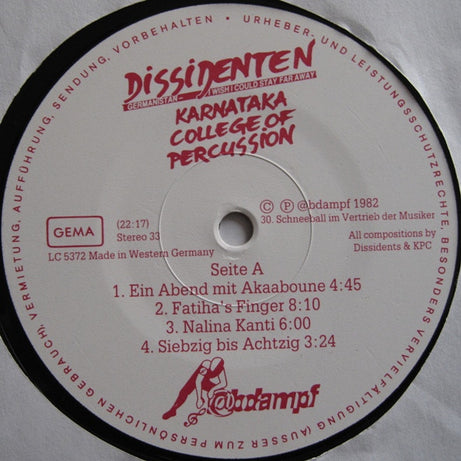 URHEBER- UND LEISTUNGSSCHUTZRECHTE, BESONDERS VERVIELFÄLTIGUNG (AUSSER ZUM PERSÖNLICHEN GEBRAUCH), VERMIETUNG, AUFFÜHRUNG, SENDUNG, VORBEHALTEN •
DISSIDENTEN
GERMANISTAN - WISH I COULD STAY FAR AWAY
KARNATAKA
COLLEGE OF
PERCUSSION
GEMA
(22:17)
Stereo 33
LC 5372 Made in Western Germany
© ℗ @bdampf 1982
30. Schneeball im Vertrieb der Musiker
All compositions by
Dissidents & KPC
Seite A
1. Ein Abend mit Akaaboune 4:45
2. Fatiha's Finger 8:10
3. Nalina Kanti 6:00
4. Siebzig bis Achtzig 3:24
@bdampf